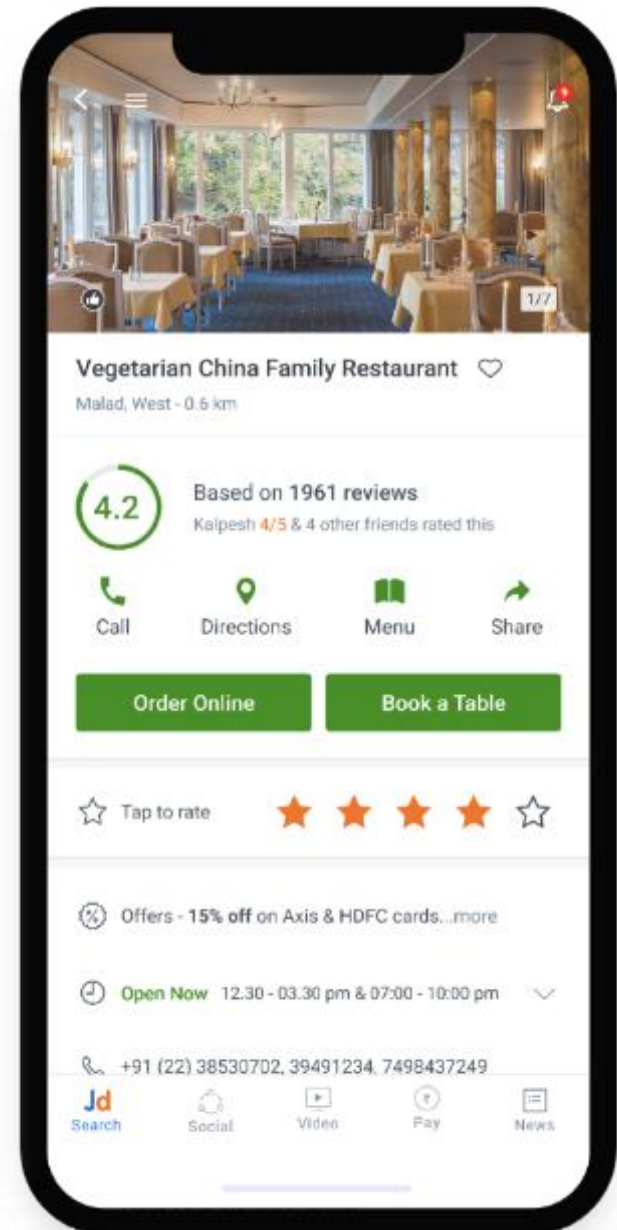 1/7
Vegetarian China Family Restaurant
Malad, West - 0.6 km
4.2
Based on 1961 reviews
Kalpesh 4/5 & 4 other friends rated this
Call Directions Menu Share
Order Online Book a Table
Tap to rate
Offers - 15% off on Axis & HDFC cards...more
Open Now 12.30 - 03.30 pm & 07:00 - 10:00 pm
+91 (22) 38530702, 39491234, 7498437249
Jd
Search Social Video Pay News